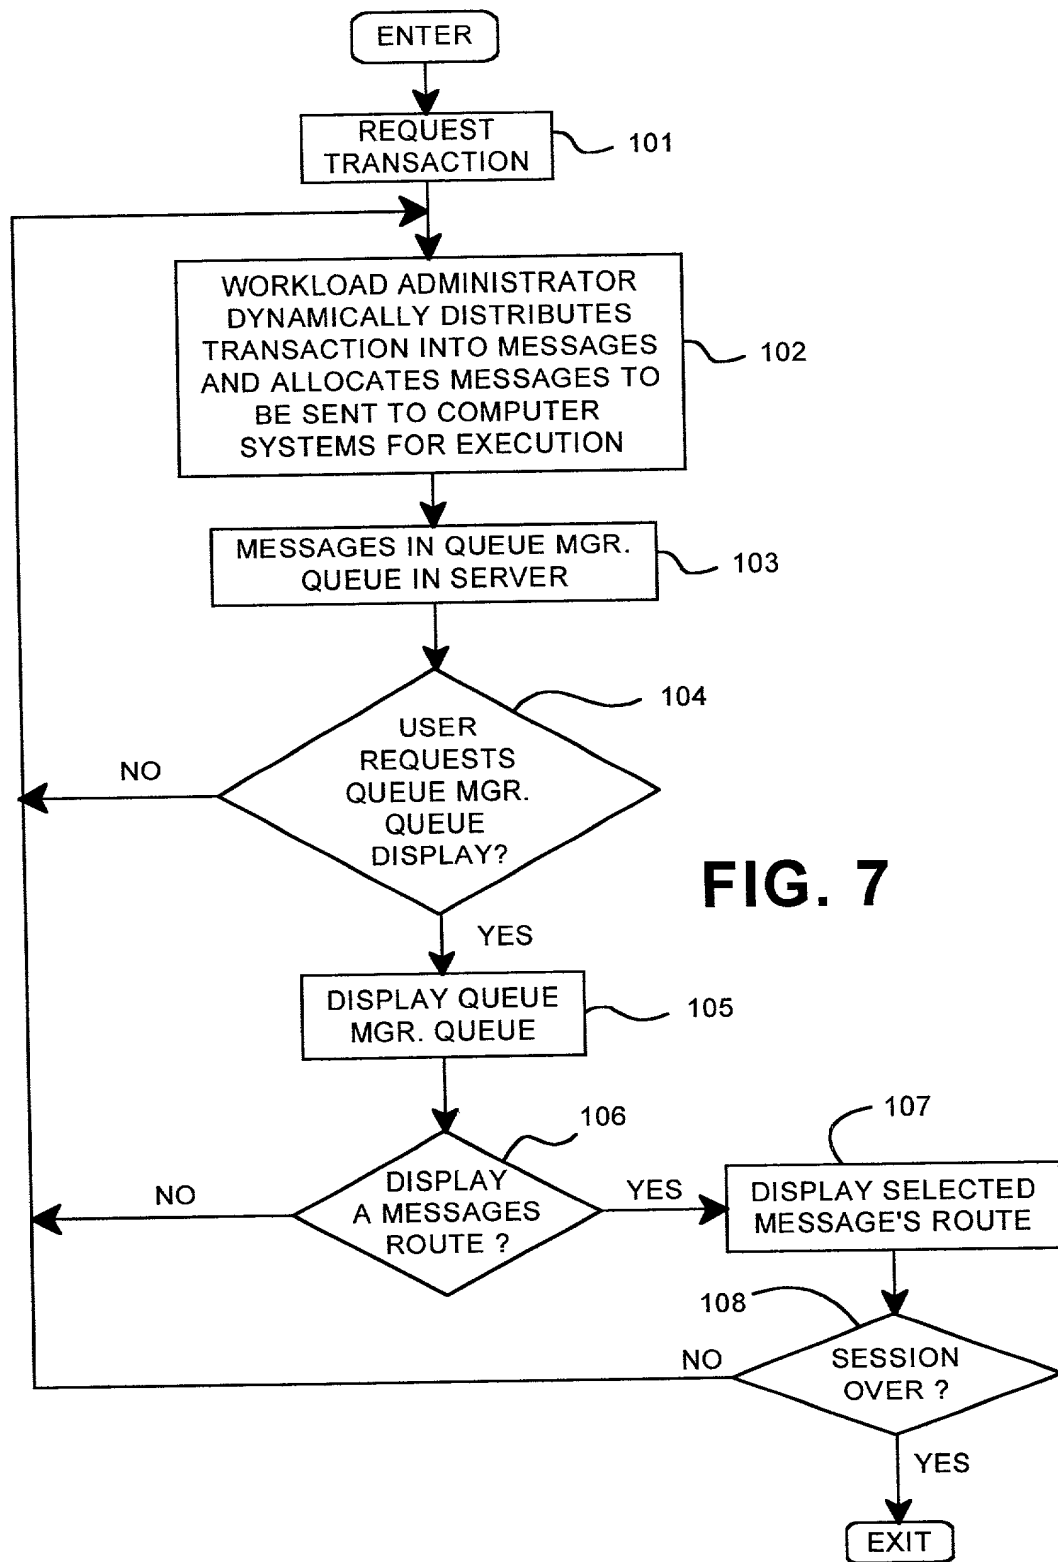 ENTER
REQUEST
TRANSACTION
101
WORKLOAD ADMINISTRATOR
DYNAMICALLY DISTRIBUTES
TRANSACTION INTO MESSAGES
AND ALLOCATES MESSAGES TO
BE SENT TO COMPUTER
SYSTEMS FOR EXECUTION
102
MESSAGES IN QUEUE MGR.
QUEUE IN SERVER
103
104
USER
REQUESTS
QUEUE MGR.
QUEUE
DISPLAY?
NO
FIG. 7
YES
DISPLAY QUEUE
MGR. QUEUE
105
106
DISPLAY
A MESSAGES
ROUTE ?
NO
YES
107
DISPLAY SELECTED
MESSAGE'S ROUTE
108
SESSION
OVER ?
NO
YES
EXIT